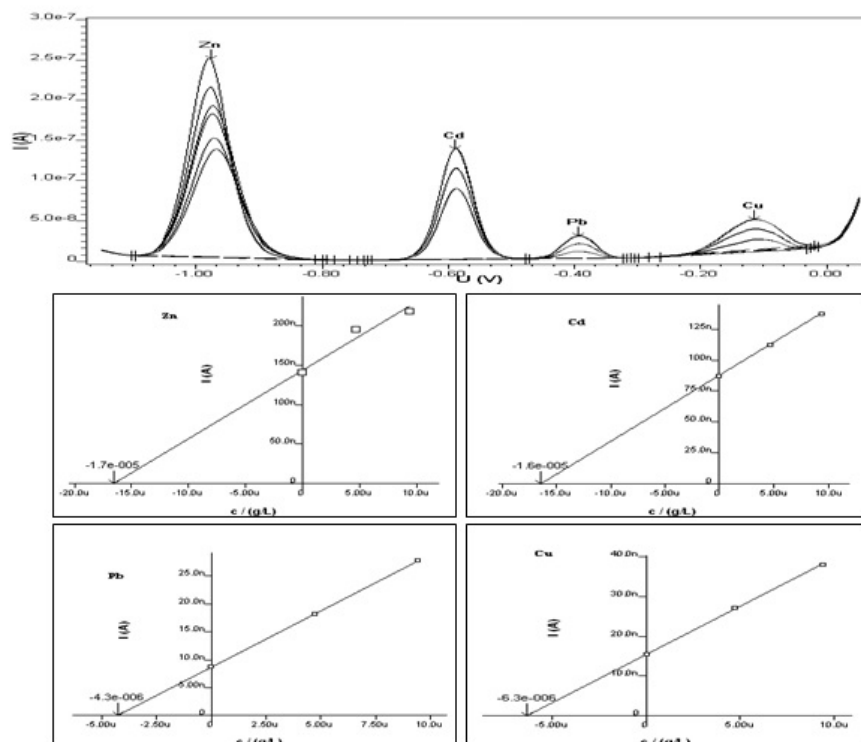 3.0e-7
Zn
2.5e-7
2.0e-7
Cd
I (A)
1.5e-7
1.0e-7
Pb
Cu
5.0e-8
0
-1.00
-0.80
-0.60
-0.40
-0.20
0.00
U (V)
Zn
200n
I (A)
150n
100n
50.0n
-1.7e-005
0
-20.0u
-15.0u
-10.0u
-5.00u
0
5.00u
10.0u
c / (g/L)
Cd
125n
I (A)
100n
75.0n
50.0n
25.0n
-1.6e-005
0
-20.0u
-15.0u
-10.0u
-5.00u
0
5.00u
10.0u
c / (g/L)
Pb
25.0n
20.0n
I (A)
15.0n
10.0n
5.00n
-4.3e-006
0
-5.00u
-2.50u
0
2.50u
5.00u
7.50u
10.0u
c / (g/L)
Cu
40.0n
30.0n
I (A)
20.0n
10.0n
-6.3e-006
0
-5.00u
0
5.00u
10.0u
c / (g/L)